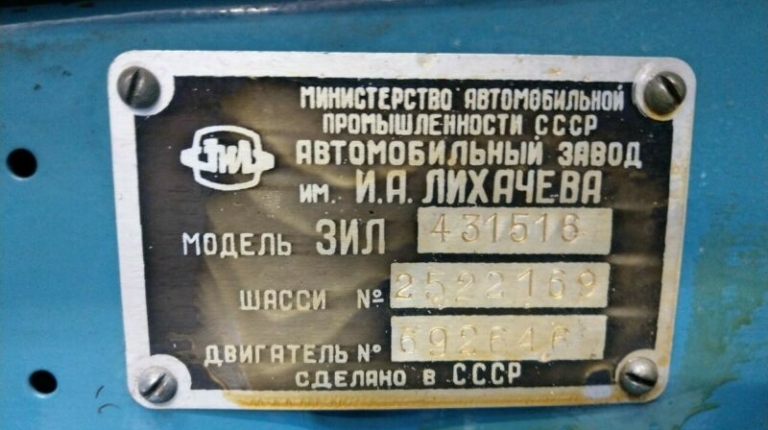 МИНИСТЕРСТВО АВТОМОБИЛЬНОЙ
ПРОМЫШЛЕННОСТИ СССР
ЗИЛ
АВТОМОБИЛЬНЫЙ ЗАВОД
ИМ. И.А. ЛИХАЧЕВА
МОДЕЛЬ ЗИЛ 431516
ШАССИ № 2522169
ДВИГАТЕЛЬ № 692646
СДЕЛАНО В СССР